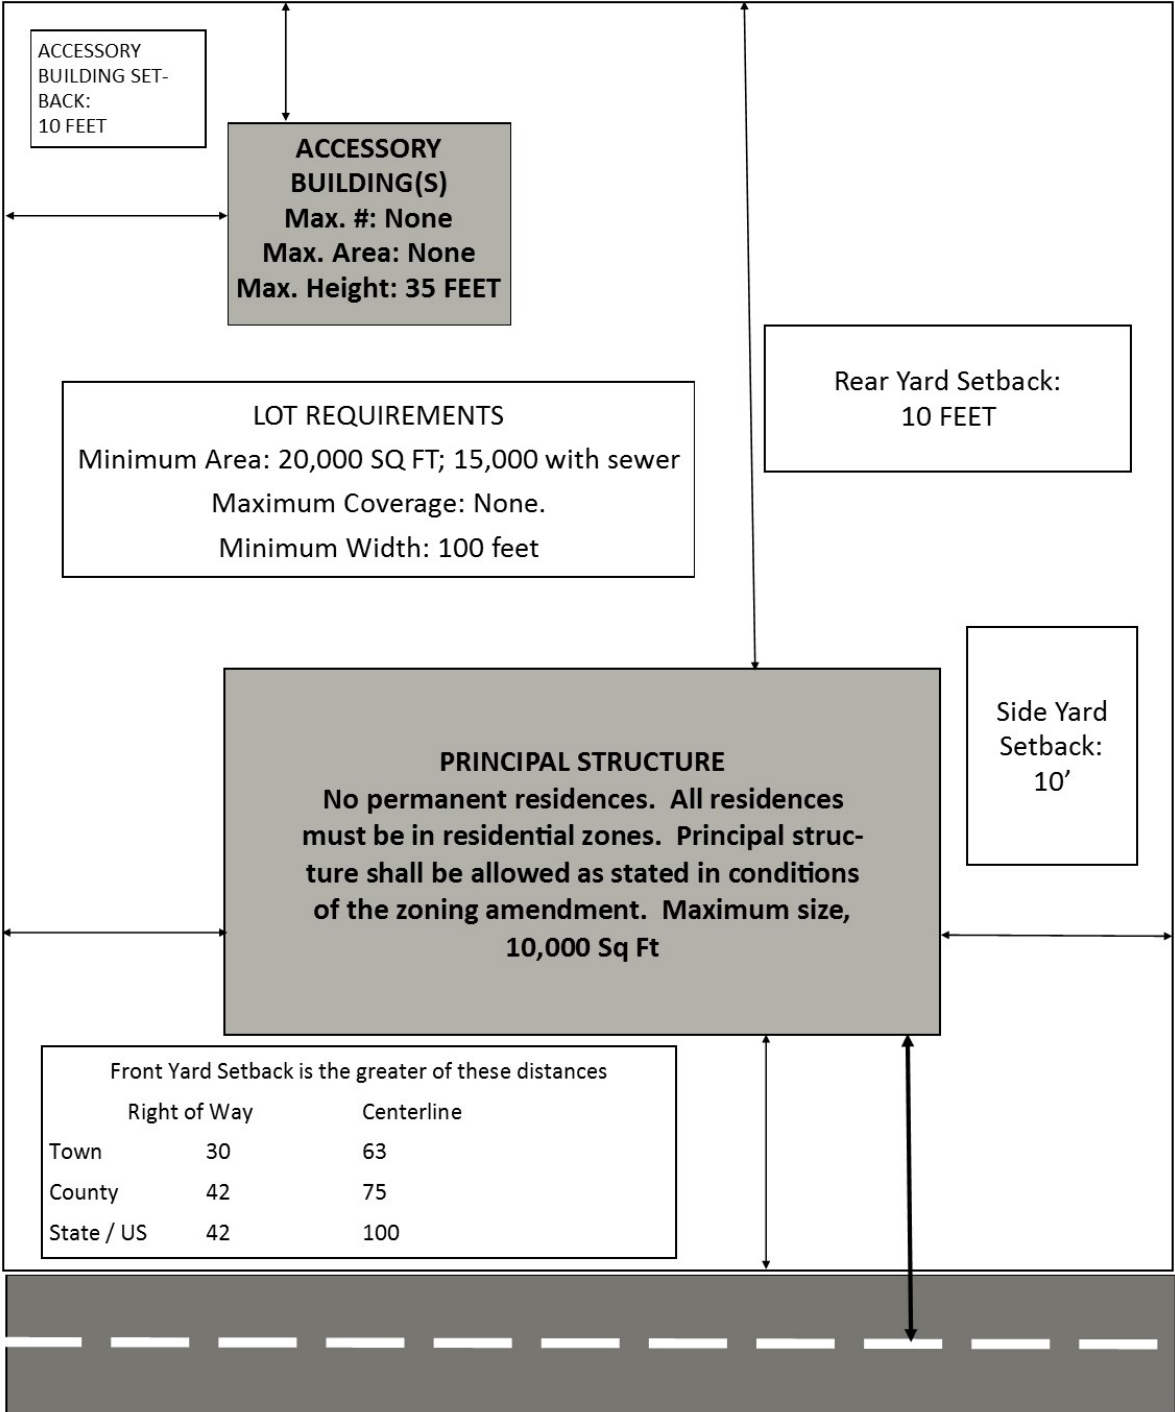 ACCESSORY
BUILDING SET-
BACK:
10 FEET
ACCESSORY
BUILDING(S)
Max. #: None
Max. Area: None
Max. Height: 35 FEET
Rear Yard Setback:
10 FEET
LOT REQUIREMENTS
Minimum Area: 20,000 SQ FT; 15,000 with sewer
Maximum Coverage: None.
Minimum Width: 100 feet
Side Yard
Setback:
10’
PRINCIPAL STRUCTURE
No permanent residences.  All residences
must be in residential zones.  Principal struc-
ture shall be allowed as stated in conditions
of the zoning amendment.  Maximum size,
10,000 Sq Ft
Front Yard Setback is the greater of these distances
Right of Way Centerline
Town 30 63
County 42 75
State / US 42 100